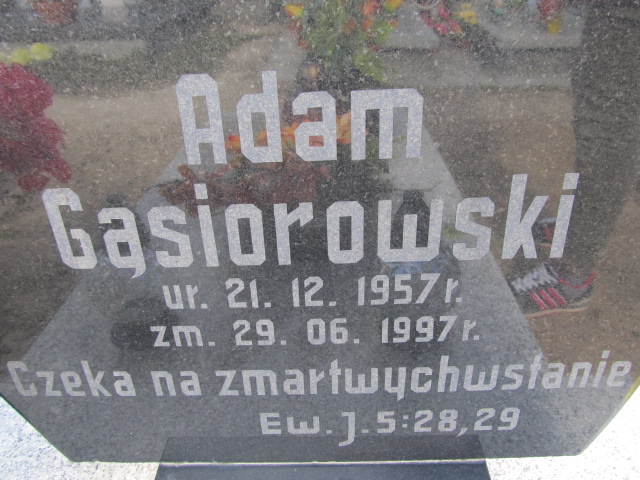 Adam
Gąsiorowski
ur. 21. 12. 1957r.
zm. 29. 06. 1997r.
Czeka na zmartwychwstanie
Ew. J. 5:28,29